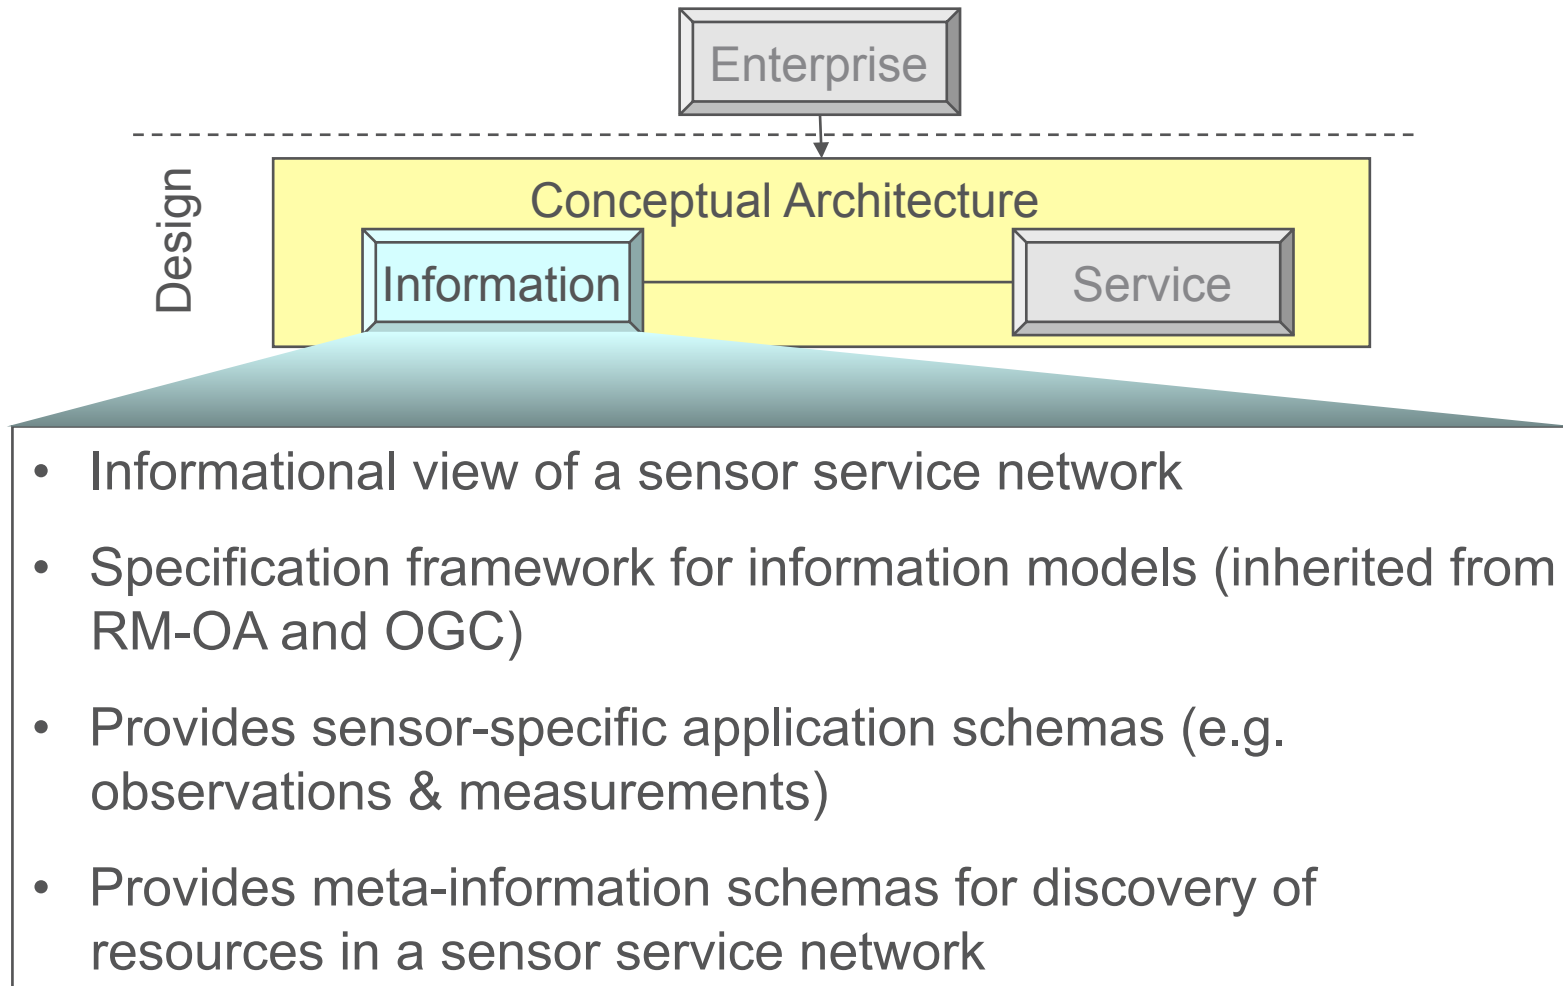 Enterprise
Design
Conceptual Architecture
Information
Service
• Informational view of a sensor service network
• Specification framework for information models (inherited from
RM-OA and OGC)
• Provides sensor-specific application schemas (e.g.
observations & measurements)
• Provides meta-information schemas for discovery of
resources in a sensor service network